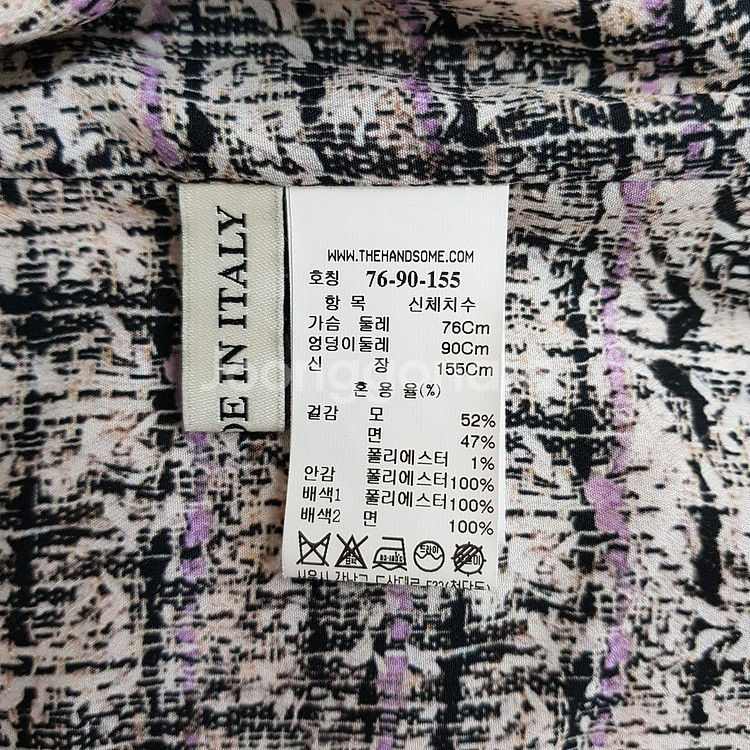 DE IN ITALY
WWW.THEHANDSOME.COM
호칭 76-90-155
항 목 신체치수
가슴 둘레 76Cm
엉덩이둘레 90Cm
신 장 155Cm
혼 용 율(%)
겉감 모 52%
면 47%
폴리에스터 1%
안감 폴리에스터100%
배색1 폴리에스터100%
배색2 면 100%
드라이